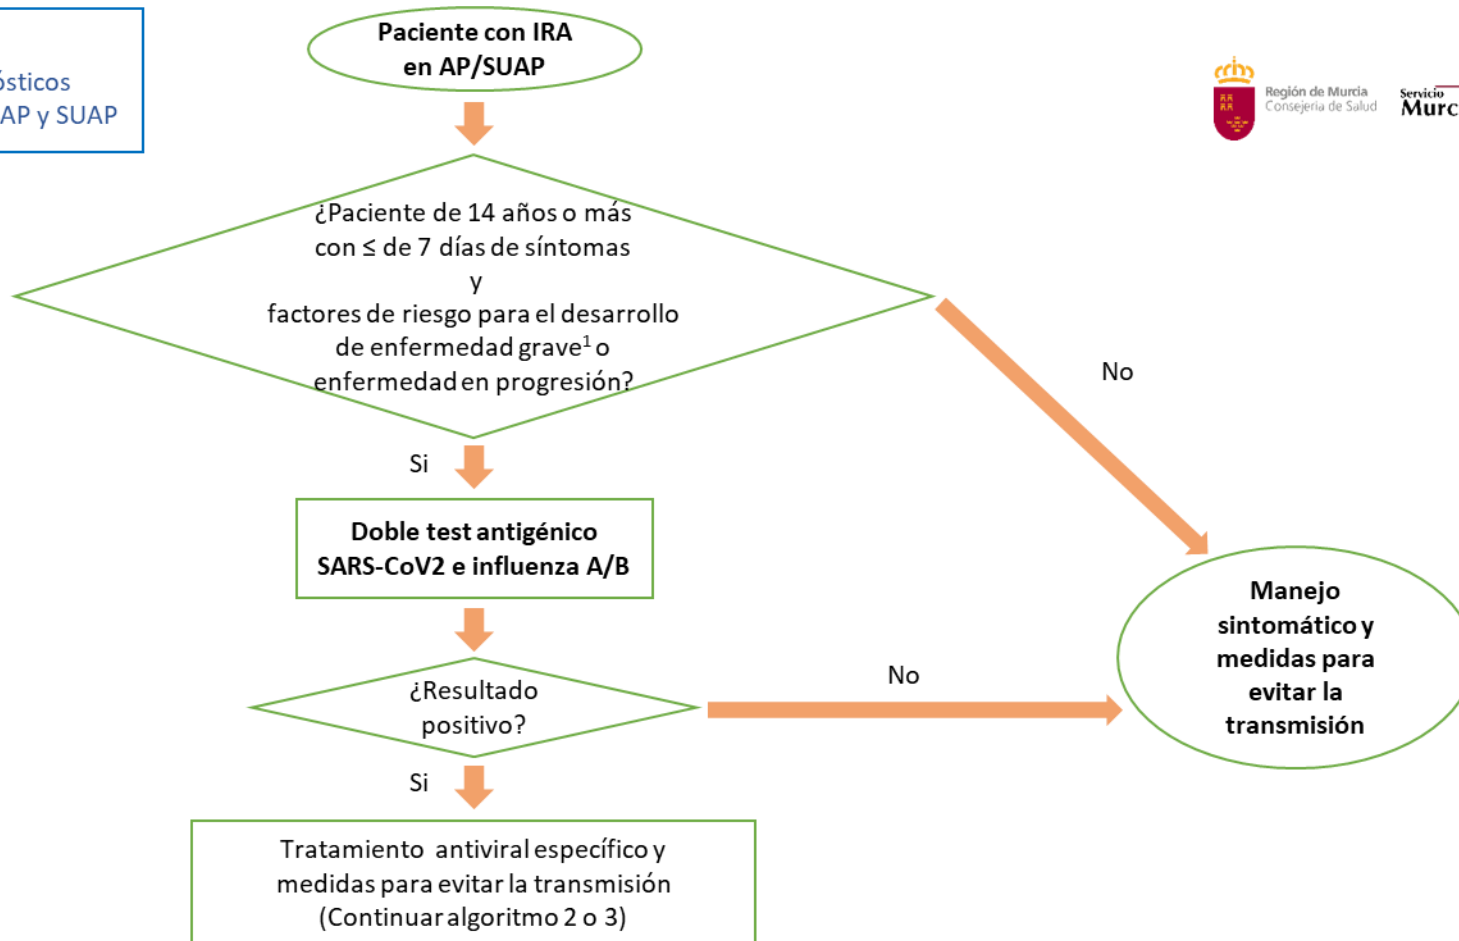 Paciente con IRA
en AP/SUAP
ósticos
AP y SUAP
Región de Murcia
Consejería de Salud
Servicio
Murc
¿Paciente de 14 años o más
con ≤ de 7 días de síntomas
y
factores de riesgo para el desarrollo
de enfermedad grave¹ o
enfermedad en progresión?
No
Si
Doble test antigénico
SARS-CoV2 e influenza A/B
Manejo
sintomático y
medidas para
evitar la
transmisión
¿Resultado
positivo?
No
Si
Tratamiento antiviral específico y
medidas para evitar la transmisión
(Continuar algoritmo 2 o 3)